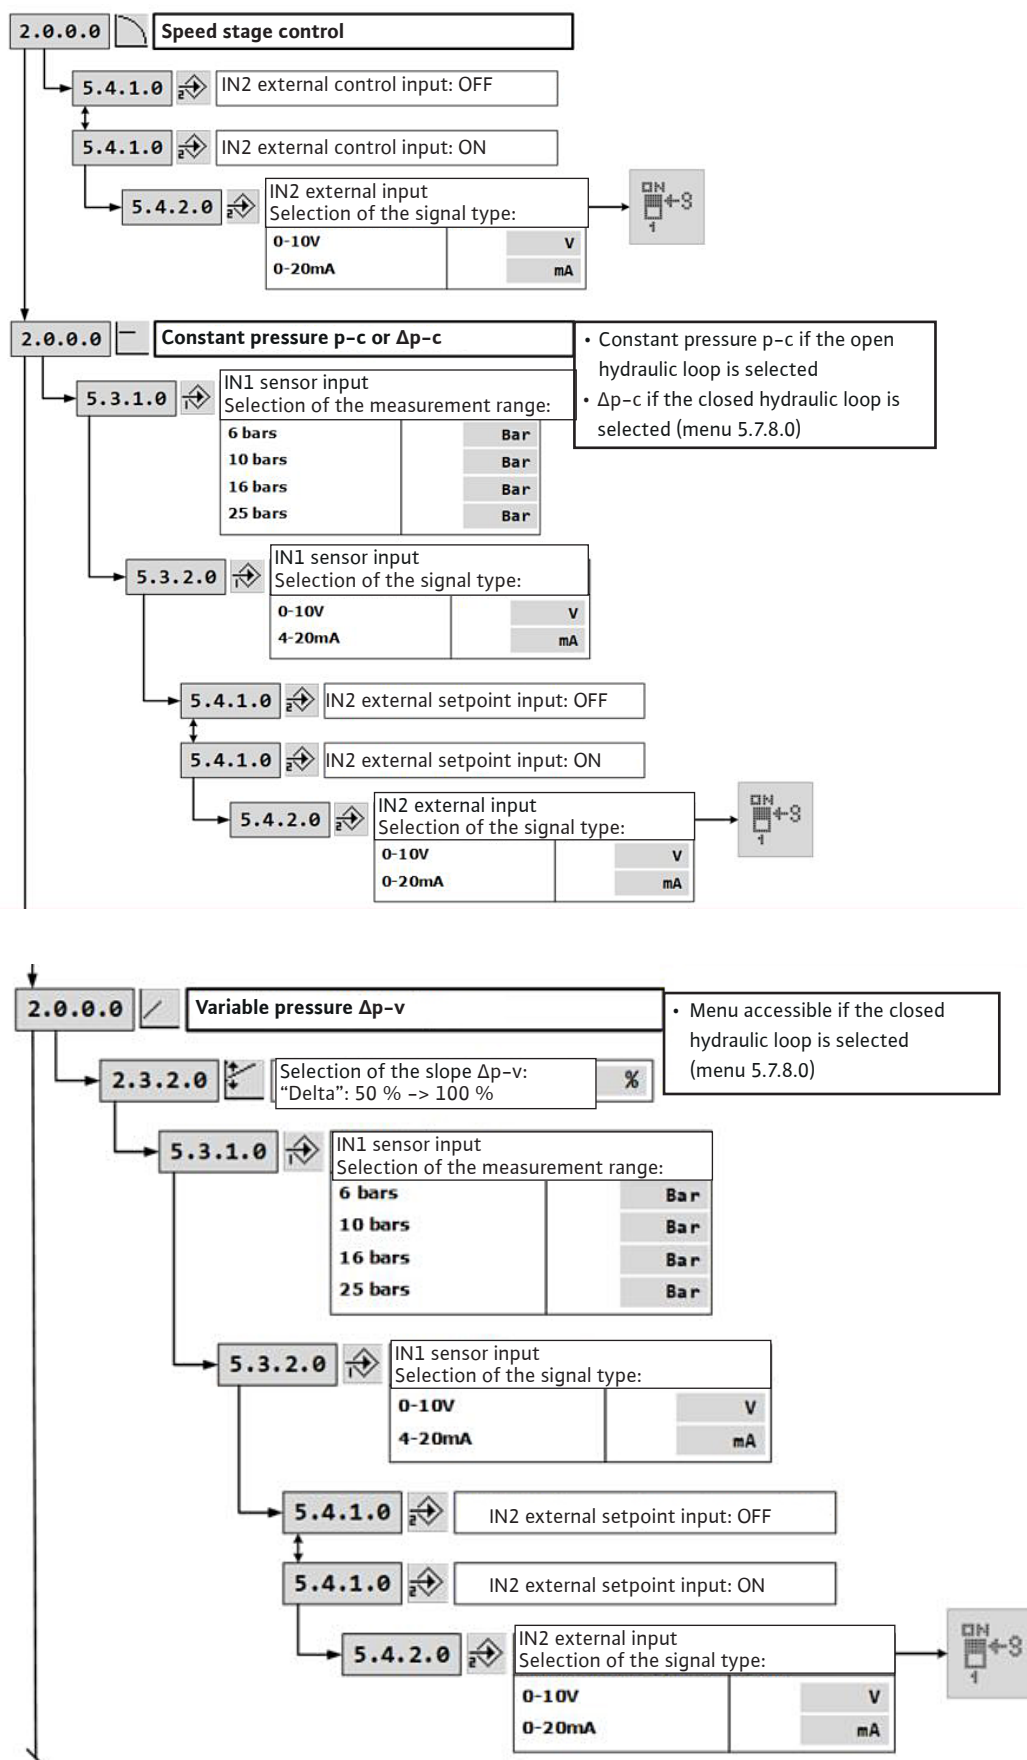 2.0.0.0
Speed stage control
5.4.1.0
2
IN2 external control input: OFF
5.4.1.0
2
IN2 external control input: ON
5.4.2.0
2
IN2 external input
Selection of the signal type:
0-10V V
0-20mA mA
ON
1
2.0.0.0
Constant pressure p-c or Δp-c
• Constant pressure p-c if the open
hydraulic loop is selected
• Δp-c if the closed hydraulic loop is
selected (menu 5.7.8.0)
5.3.1.0
1
IN1 sensor input
Selection of the measurement range:
6 bars Bar
10 bars Bar
16 bars Bar
25 bars Bar
5.3.2.0
1
IN1 sensor input
Selection of the signal type:
0-10V V
4-20mA mA
5.4.1.0
2
IN2 external setpoint input: OFF
5.4.1.0
2
IN2 external setpoint input: ON
5.4.2.0
2
IN2 external input
Selection of the signal type:
0-10V V
0-20mA mA
ON
1
2.0.0.0
Variable pressure Δp-v
• Menu accessible if the closed
hydraulic loop is selected
(menu 5.7.8.0)
2.3.2.0
Selection of the slope Δp-v:
“Delta”: 50 % -> 100 %
%
5.3.1.0
1
IN1 sensor input
Selection of the measurement range:
6 bars Bar
10 bars Bar
16 bars Bar
25 bars Bar
5.3.2.0
1
IN1 sensor input
Selection of the signal type:
0-10V V
4-20mA mA
5.4.1.0
2
IN2 external setpoint input: OFF
5.4.1.0
2
IN2 external setpoint input: ON
5.4.2.0
2
IN2 external input
Selection of the signal type:
0-10V V
0-20mA mA
ON
1